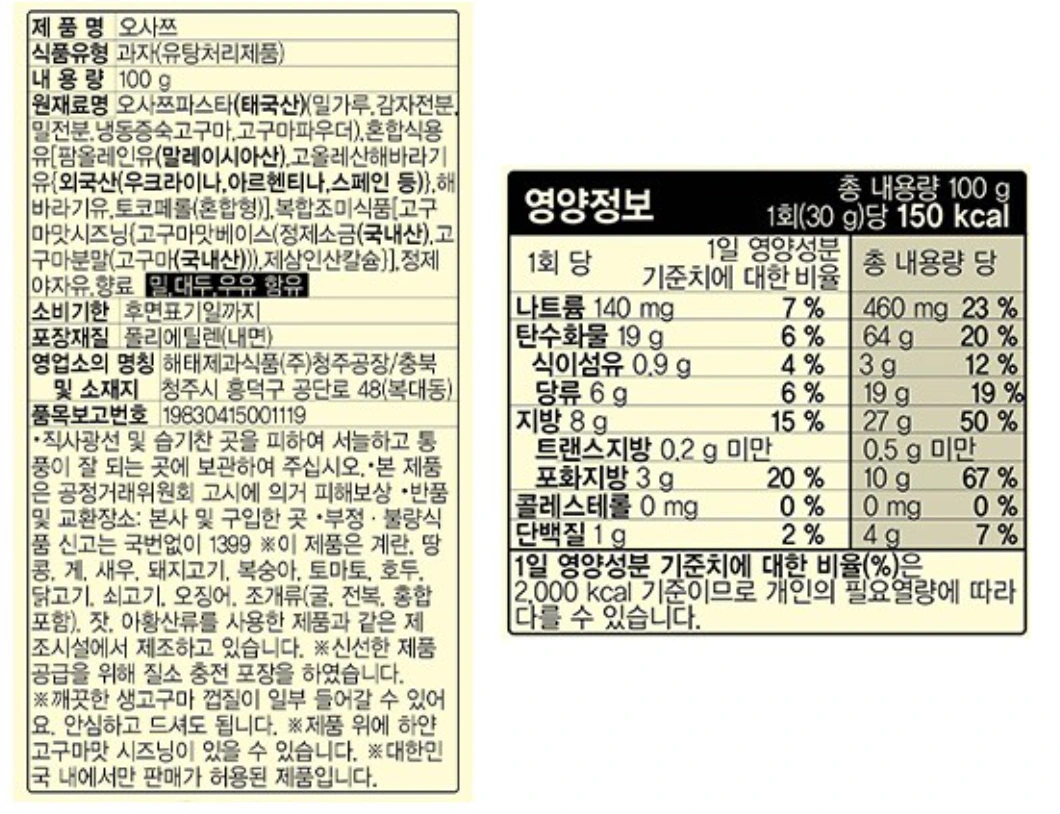 제 품 명 오사쯔
식품유형 과자(유탕처리제품)
내 용 량 100 g
원재료명 오사쯔파스타(태국산)(밀가루,감자전분,
밀전분,냉동증숙고구마,고구마파우더),혼합식용
유[팜올레인유(말레이시아산),고올레산해바라기
유{외국산(우크라이나,아르헨티나,스페인 등)},해
바라기유,토코페롤(혼합형)],복합조미식품[고구
마맛시즈닝{고구마맛베이스(정제소금(국내산),고
구마분말(고구마(국내산))),제삼인산칼슘}],정제
야자유,향료 밀,대두,우유 함유
소비기한 후면표기일까지
포장재질 폴리에틸렌(내면)
영업소의 명칭 해태제과식품(주)청주공장/충북
및 소재지 청주시 흥덕구 공단로 48(복대동)
품목보고번호 19830415001119
•직사광선 및 습기찬 곳을 피하여 서늘하고 통
풍이 잘 되는 곳에 보관하여 주십시오.•본 제품
은 공정거래위원회 고시에 의거 피해보상 •반품
및 교환장소: 본사 및 구입한 곳 •부정·불량식
품 신고는 국번없이 1399 ※이 제품은 계란, 땅
콩, 게, 새우, 돼지고기, 복숭아, 토마토, 호두,
닭고기, 쇠고기, 오징어, 조개류(굴, 전복, 홍합
포함), 잣, 아황산류를 사용한 제품과 같은 제
조시설에서 제조하고 있습니다. ※신선한 제품
공급을 위해 질소 충전 포장을 하였습니다.
※깨끗한 생고구마 껍질이 일부 들어갈 수 있어
요. 안심하고 드셔도 됩니다. ※제품 위에 하얀
고구마맛 시즈닝이 있을 수 있습니다. ※대한민
국 내에서만 판매가 허용된 제품입니다.
영양정보
총 내용량 100 g
1회(30 g)당 150 kcal
1회 당 1일 영양성분 기준치에 대한 비율 총 내용량 당
나트륨 140 mg 7 % 460 mg 23 %
탄수화물 19 g 6 % 64 g 20 %
식이섬유 0.9 g 4 % 3 g 12 %
당류 6 g 6 % 19 g 19 %
지방 8 g 15 % 27 g 50 %
트랜스지방 0.2 g 미만 0.5 g 미만
포화지방 3 g 20 % 10 g 67 %
콜레스테롤 0 mg 0 % 0 mg 0 %
단백질 1 g 2 % 4 g 7 %
1일 영양성분 기준치에 대한 비율(%)은
2,000 kcal 기준이므로 개인의 필요열량에 따라
다를 수 있습니다.